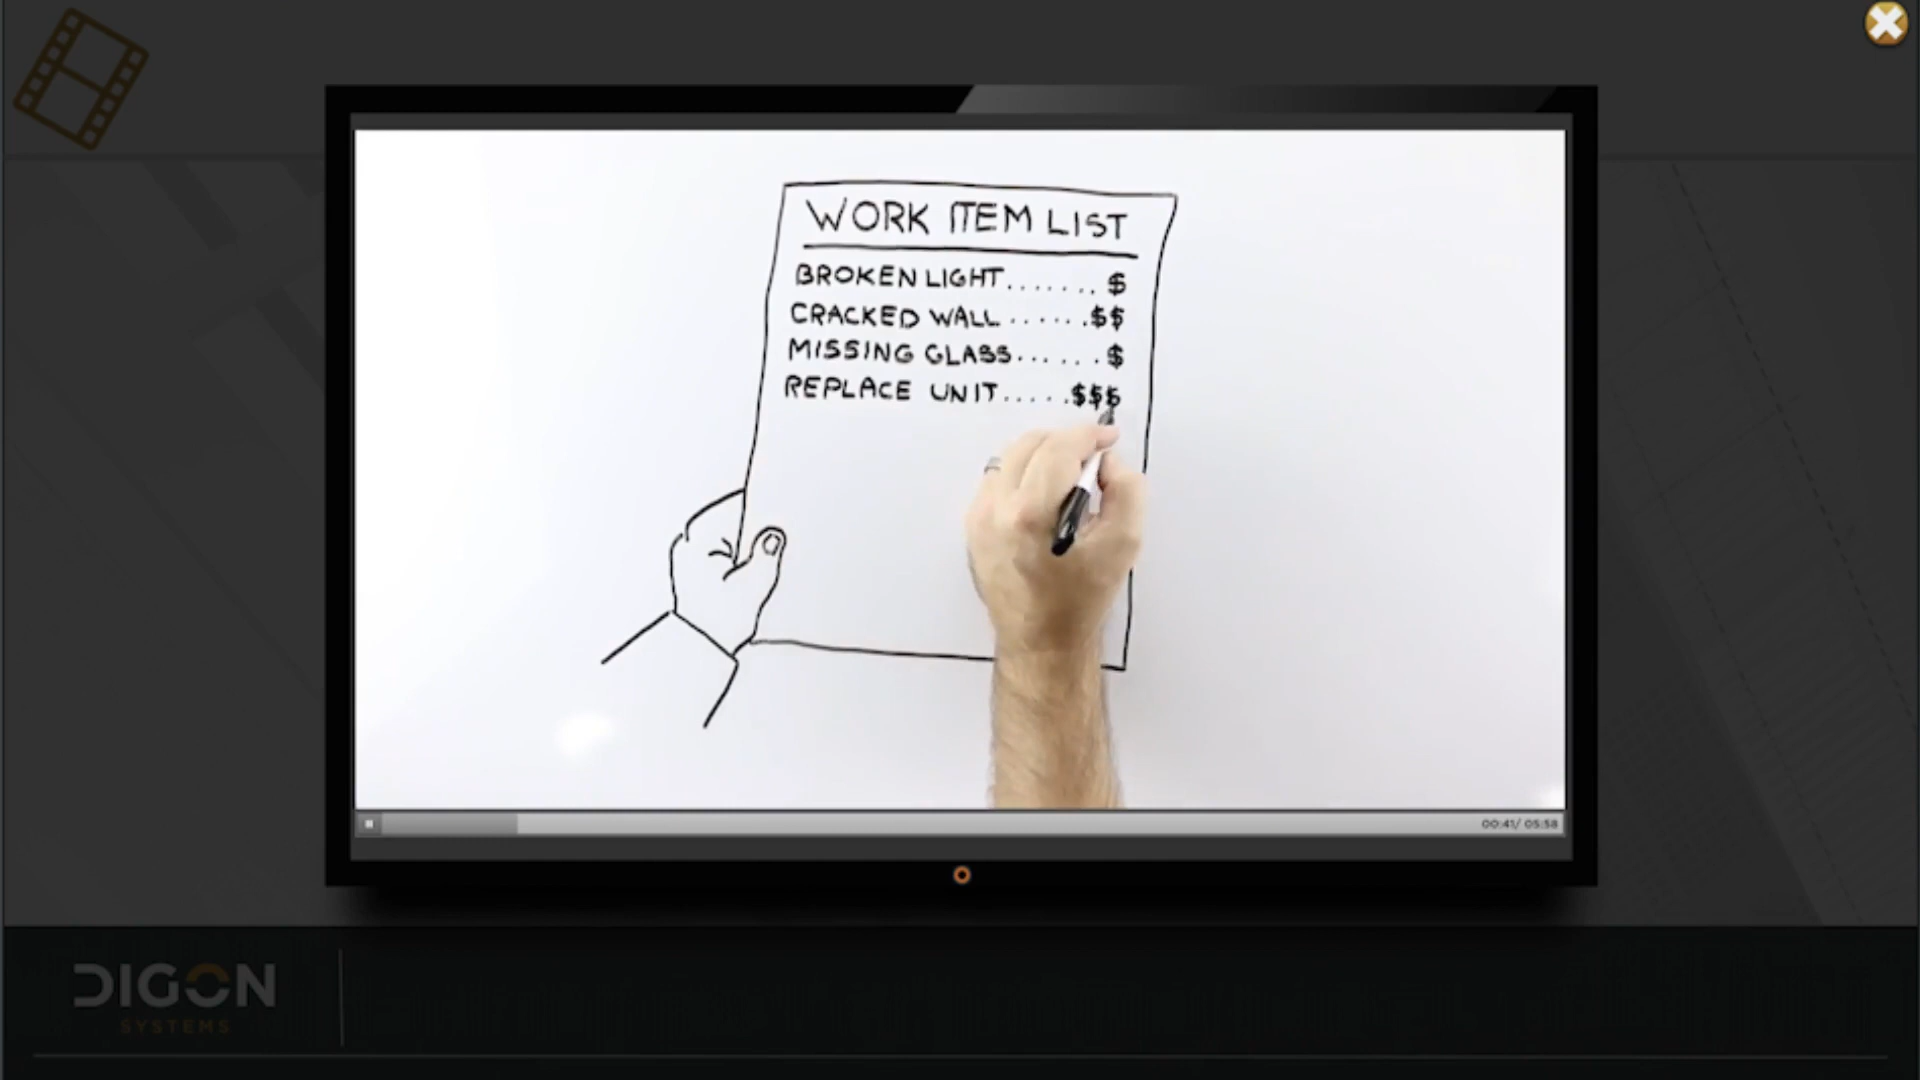 WORK ITEM LIST
BROKEN LIGHT....... $
CRACKED WALL......$$
MISSING GLASS......$
REPLACE UNIT.....$$$
00:41/ 05:58
DIGON
SYSTEMS